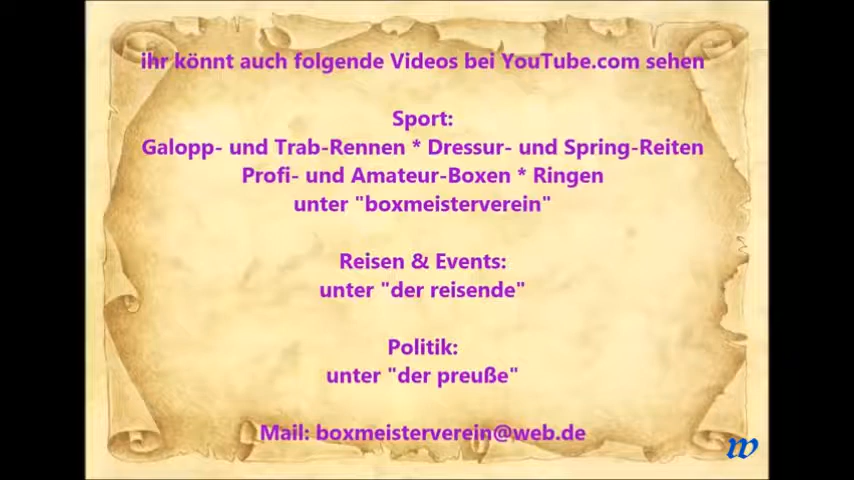 ihr könnt auch folgende Videos bei YouTube.com sehen
Sport:
Galopp- und Trab-Rennen * Dressur- und Spring-Reiten
Profi- und Amateur-Boxen * Ringen
unter "boxmeisterverein"
Reisen & Events:
unter "der reisende"
Politik:
unter "der preuße"
Mail: boxmeisterverein@web.de
w